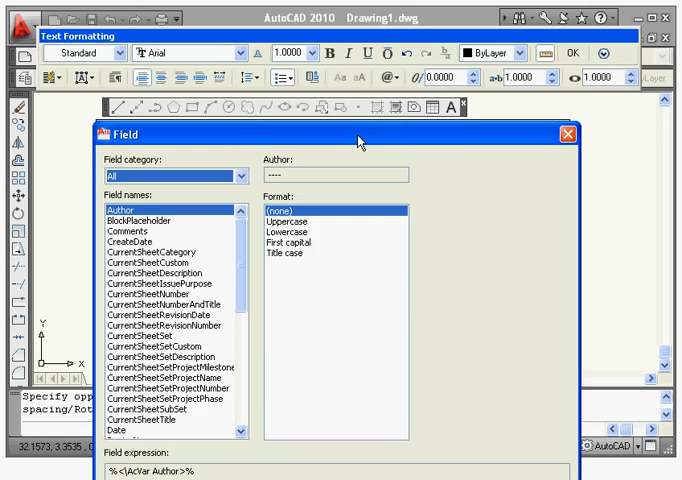 AutoCAD 2010 Drawing1.dwg
Text Formatting
Standard Arial 1.0000 B I U O ByLayer OK
Aa aA @ 0/ 0.0000 a·b 1.0000 1.0000 Layer
A
Field
Field category: Author:
All ----
Field names: Format:
Author (none)
BlockPlaceholder Uppercase
Comments Lowercase
CreateDate First capital
CurrentSheetCategory Title case
CurrentSheetCustom
CurrentSheetDescription
CurrentSheetIssuePurpose
CurrentSheetNumber
CurrentSheetNumberAndTitle
CurrentSheetRevisionDate
CurrentSheetRevisionNumber
CurrentSheetSet
CurrentSheetSetCustom
CurrentSheetSetDescription
CurrentSheetSetProjectMilestone
CurrentSheetSetProjectName
CurrentSheetSetProjectNumber
CurrentSheetSetProjectPhase
CurrentSheetSubSet
CurrentSheetTitle
Date
Y
X
Specify opp
spacing/Rot
32.1573, 3.3535 AutoCAD
Field expression:
%<\AcVar Author>%